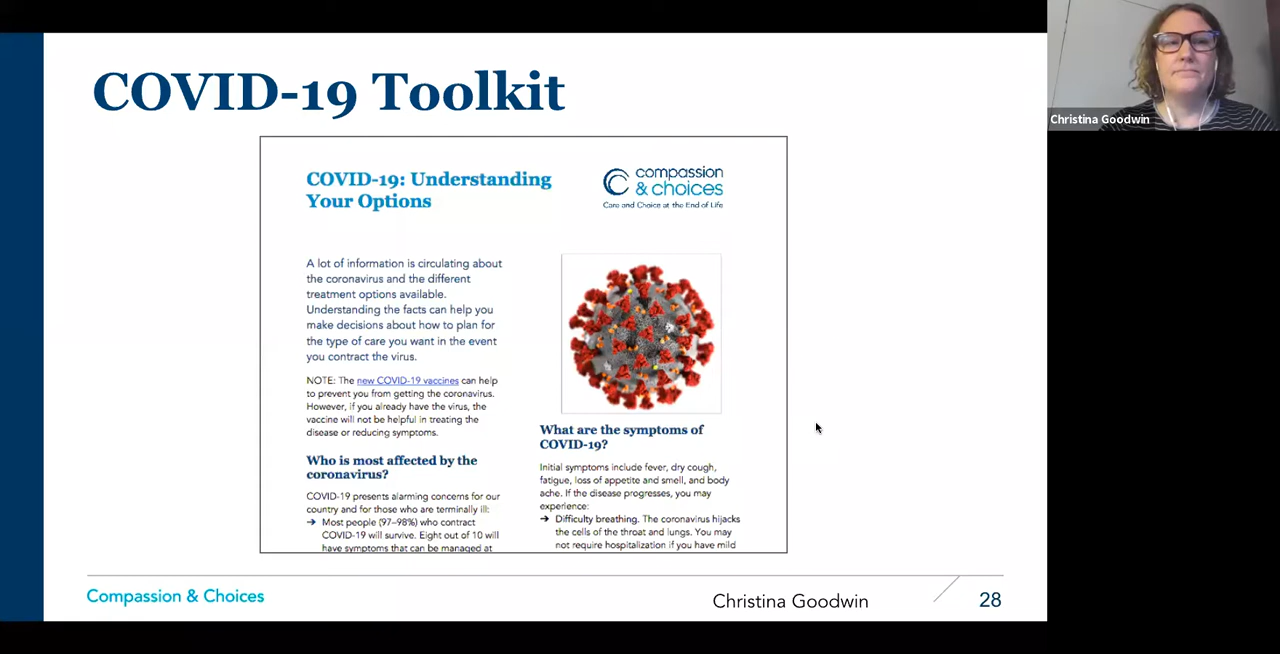 COVID-19 Toolkit
COVID-19: Understanding
Your Options
compassion
& choices
Care and Choice at the End of Life
A lot of information is circulating about
the coronavirus and the different
treatment options available.
Understanding the facts can help you
make decisions about how to plan for
the type of care you want in the event
you contract the virus.
NOTE: The new COVID-19 vaccines can help
to prevent you from getting the coronavirus.
However, if you already have the virus, the
vaccine will not be helpful in treating the
disease or reducing symptoms.
Who is most affected by the
coronavirus?
COVID-19 presents alarming concerns for our
country and for those who are terminally ill:
→ Most people (97–98%) who contract
COVID-19 will survive. Eight out of 10 will
have symptoms that can be managed at
What are the symptoms of
COVID-19?
Initial symptoms include fever, dry cough,
fatigue, loss of appetite and smell, and body
ache. If the disease progresses, you may
experience:
→ Difficulty breathing. The coronavirus hijacks
the cells of the throat and lungs. You may
not require hospitalization if you have mild
Compassion & Choices
Christina Goodwin
28
Christina Goodwin